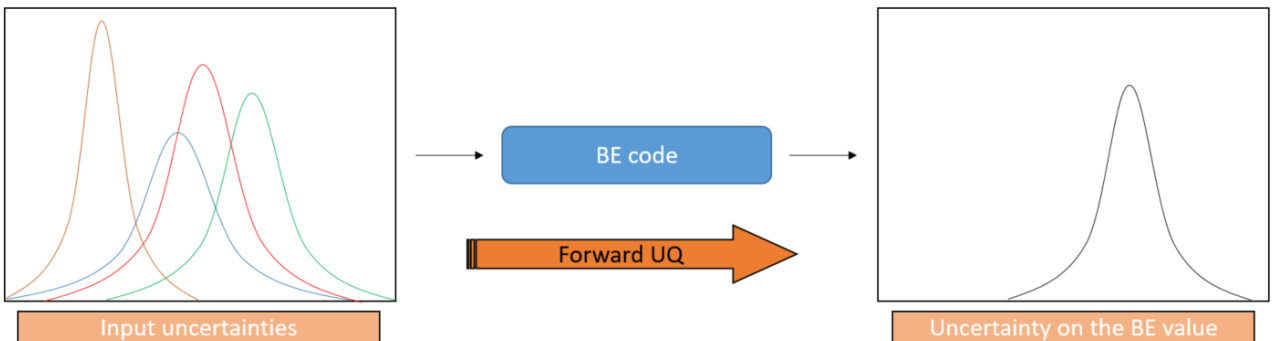 BE code
Forward UQ
Input uncertainties
Uncertainty on the BE value